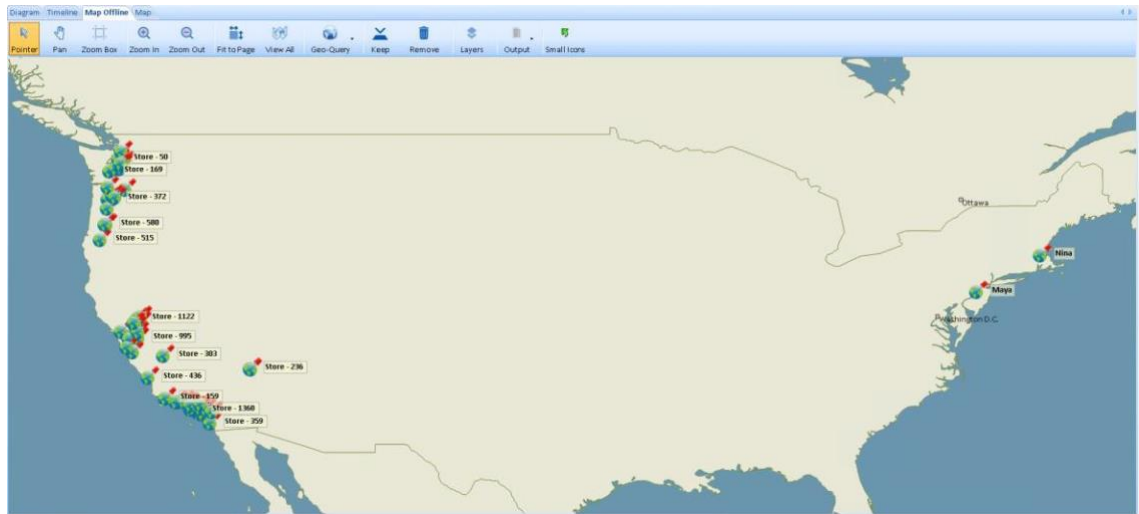 Diagram Timeline Map Offline Map
Pointer Pan Zoom Box Zoom In Zoom Out Fit to Page View All Geo-Query Keep Remove Layers Output Small Icons
Store - 50
Store - 169
Store - 372
Ottawa
Store - 500
Store - 515
Nina
Maya
Store - 1122
Washington D.C.
Store - 995
Store - 303
Store - 236
Store - 436
Store - 159
Store - 1360
Store - 359